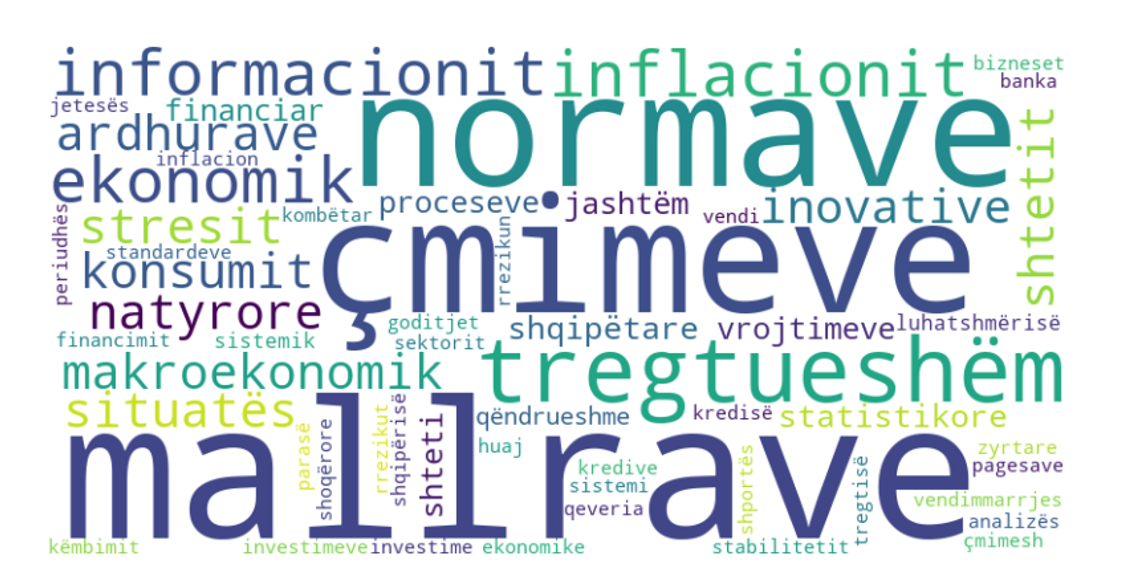 informacionit
inflacionit
bizneset
banka
jetesës
financiar
normave
ardhurave
inflacion
ekonomik
shtetit
proceseve
jashtëm
vendi
inovative
periudhës
stresit
kombëtar
standardeve
rrezikun
çmimeve
konsumit
natyrore
goditjet
shqipëtare
vrojtimeve
luhatshmërisë
financimit
sistemik
sektorit
makroekonomik
tregtueshëm
situatës
parasë
shoqërore
rrezikut
shqipërisë
shteti
qëndrueshme
kredisë
statistikore
mallrave
huaj
kredive
sistemi
qeveria
shportës
tregtisë
zyrtare
pagesave
vendimmarrjes
analizës
çmimesh
këmbimit
investimeve
investime
ekonomike
stabilitetit